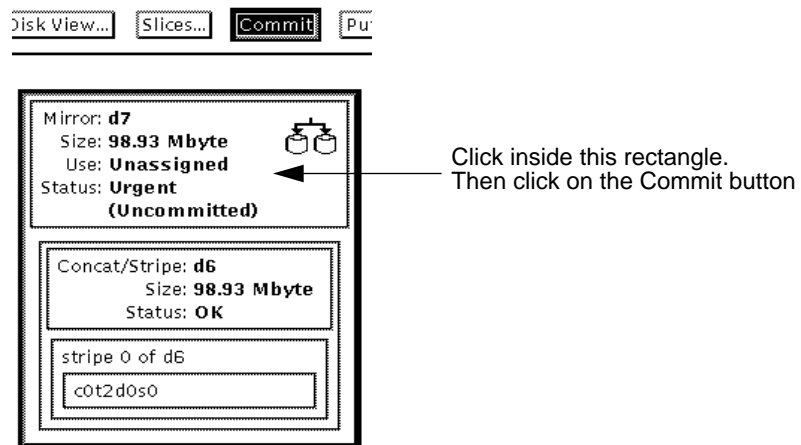 Disk View... Slices... Commit Pu
Mirror: d7
Size: 98.93 Mbyte
Use: Unassigned
Status: Urgent
(Uncommitted)
Click inside this rectangle.
Then click on the Commit button
Concat/Stripe: d6
Size: 98.93 Mbyte
Status: OK
stripe 0 of d6
c0t2d0s0